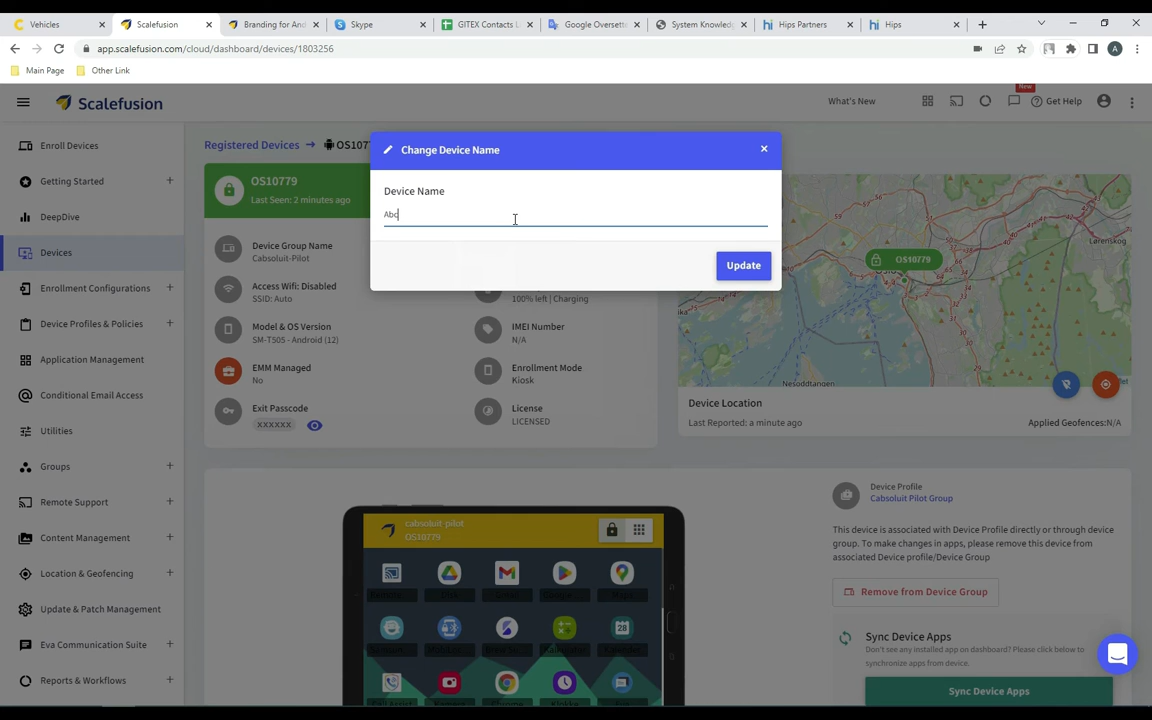 Vehicles
Scalefusion
Branding for And
Skype
GITEX Contacts L
Google Oversette
System Knowledg
Hips Partners
Hips
app.scalefusion.com/cloud/dashboard/devices/1803256
Main Page
Other Link
Scalefusion
What's New
New
Get Help
Enroll Devices
Getting Started
DeepDive
Devices
Enrollment Configurations
Device Profiles & Policies
Application Management
Conditional Email Access
Utilities
Groups
Remote Support
Content Management
Location & Geofencing
Update & Patch Management
Eva Communication Suite
Reports & Workflows
Registered Devices → OS107
Change Device Name
Device Name
Abc
Update
OS10779
Last Seen: 2 minutes ago
Device Group Name
Cabsoluit-Pilot
Access Wifi: Disabled
SSID: Auto
100% left | Charging
Model & OS Version
SM-T505 - Android (12)
IMEI Number
N/A
EMM Managed
No
Enrollment Mode
Kiosk
Exit Passcode
XXXXXX
License
LICENSED
OS10779
Lørenskog
Nesoddtangen
Device Location
Last Reported: a minute ago
Applied Geofences:N/A
cabsoluit-pilot
OS10779
Device Profile
Cabsoluit Pilot Group
This device is associated with Device Profile directly or through device
group. To make changes in apps, please remove this device from
associated Device profile/Device Group
Remove from Device Group
Sync Device Apps
Don't see any installed app on dashboard? Please click below to
synchronize apps from device.
Sync Device Apps